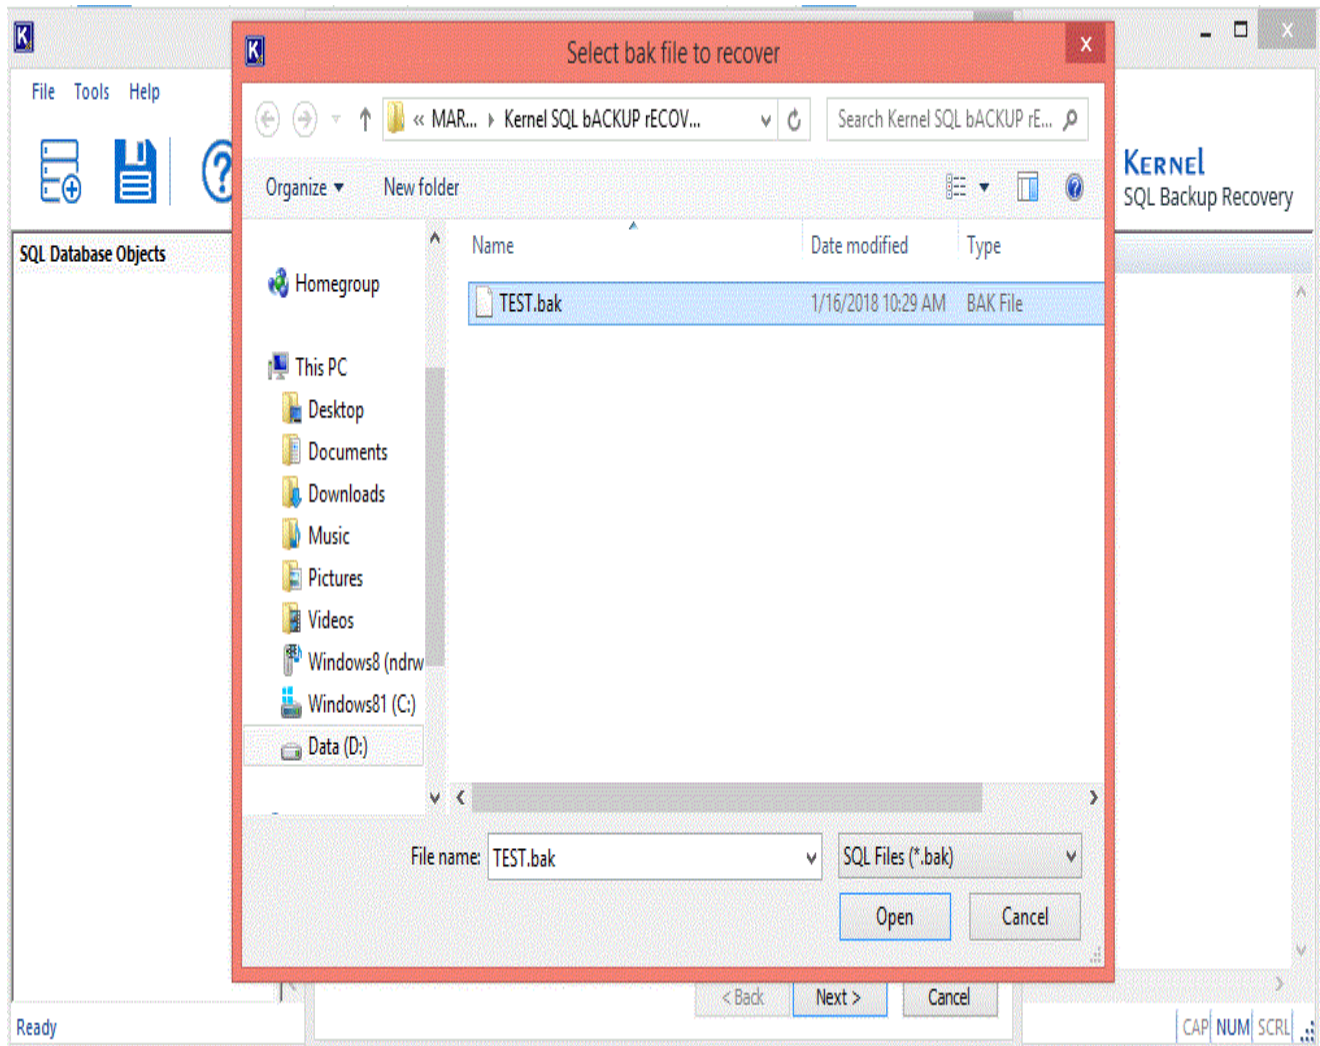 Select bak file to recover
File Tools Help
« MAR... Kernel SQL bACKUP rECOV...
Search Kernel SQL bACKUP rE...
KERNEL
SQL Backup Recovery
Organize New folder
SQL Database Objects
Name Date modified Type
Homegroup
TEST.bak 1/16/2018 10:29 AM BAK File
This PC
Desktop
Documents
Downloads
Music
Pictures
Videos
Windows8 (ndrw
Windows81 (C:)
Data (D:)
File name: TEST.bak SQL Files (*.bak)
Open Cancel
< Back Next > Cancel
Ready CAP NUM SCRL